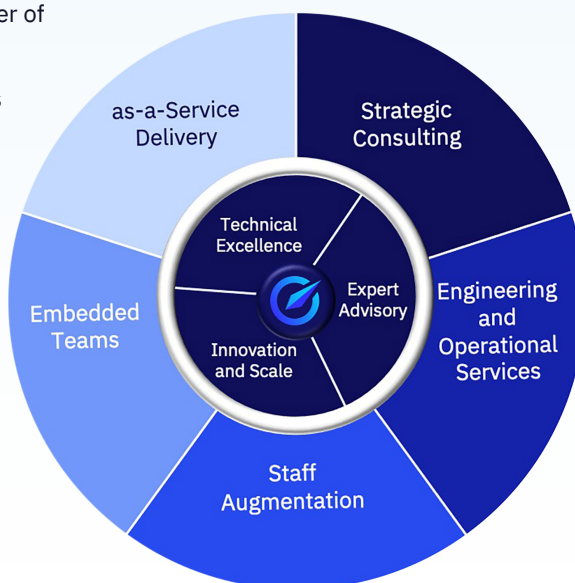 er of
as-a-Service
Delivery
Strategic
Consulting
Technical
Excellence
Expert
Advisory
Innovation
and Scale
Embedded
Teams
Engineering
and
Operational
Services
Staff
Augmentation